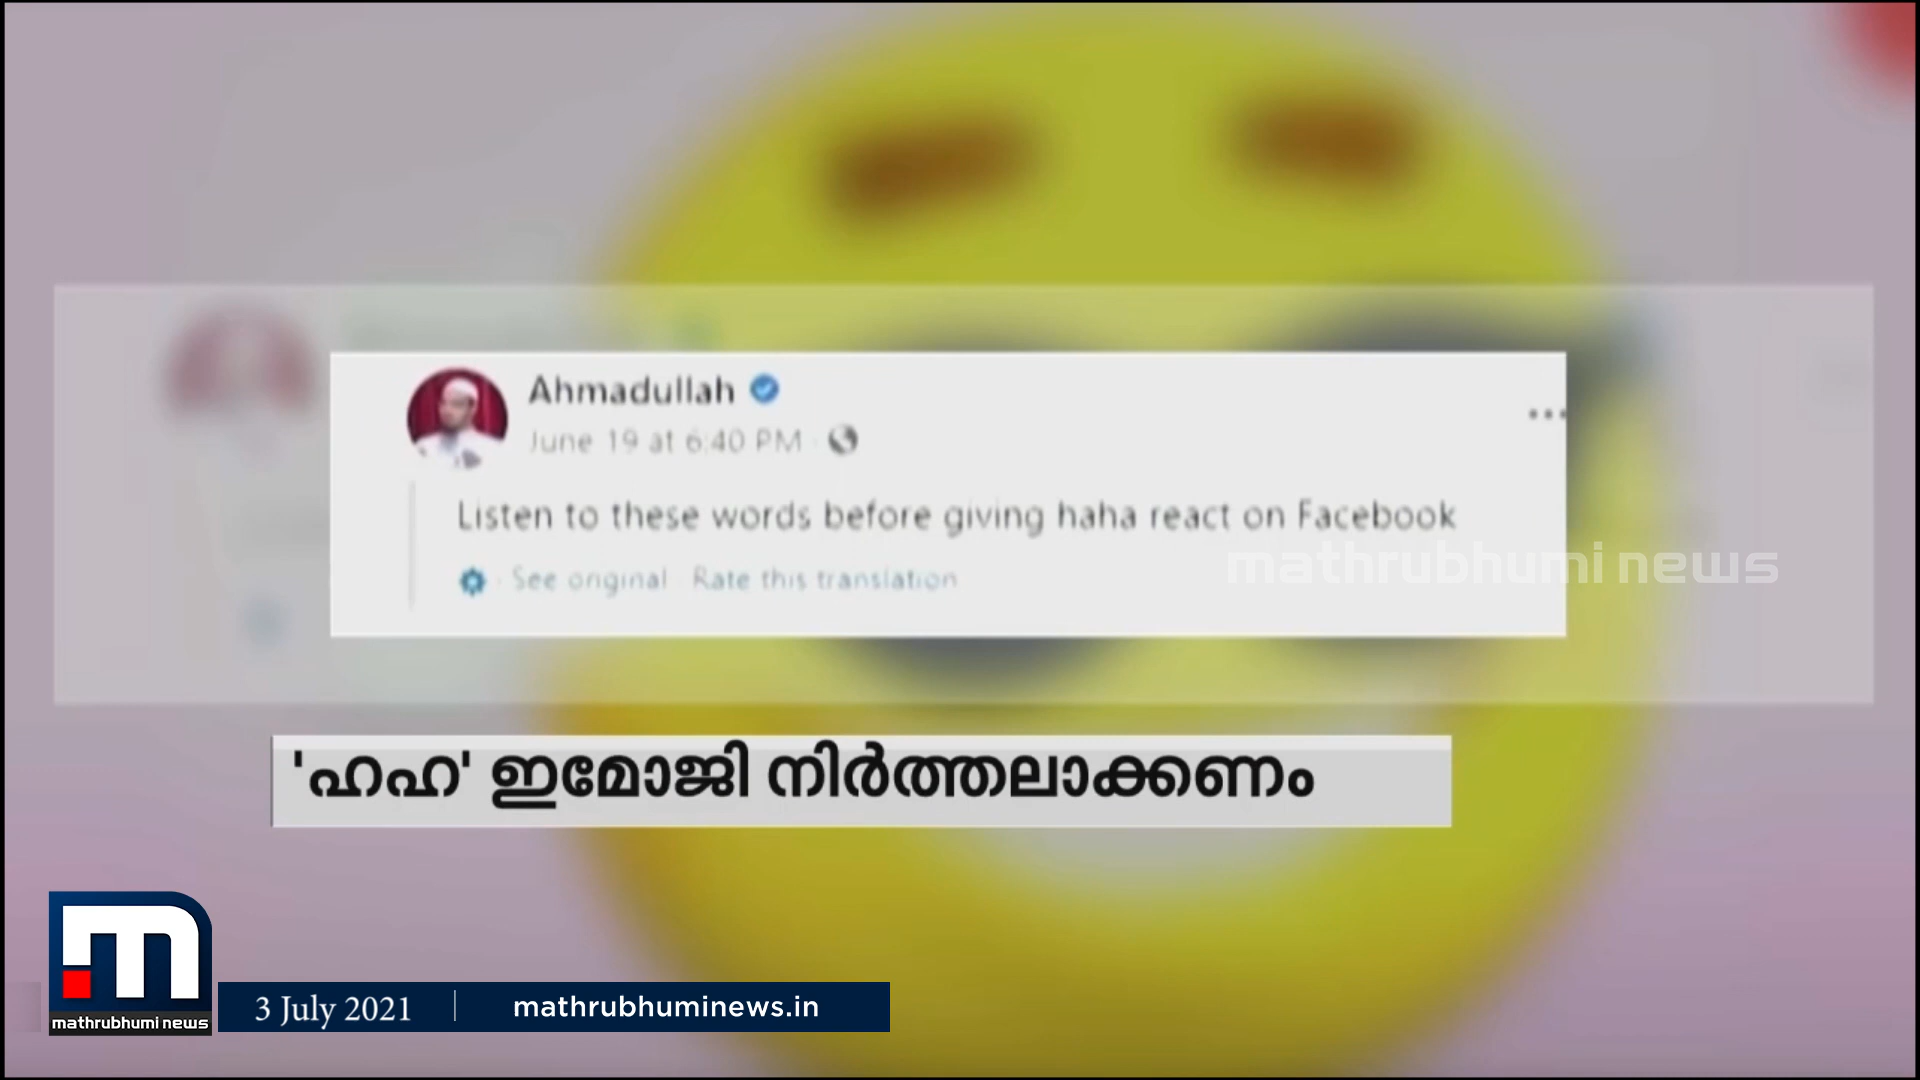 Ahmadullah
June 19 at 6:40 PM
Listen to these words before giving haha react on Facebook
See original · Rate this translation
mathrubhumi news
'ഹഹ' ഇമോജി നിർത്തലാക്കണം
mathrubhumi news
3 July 2021
mathrubhuminews.in